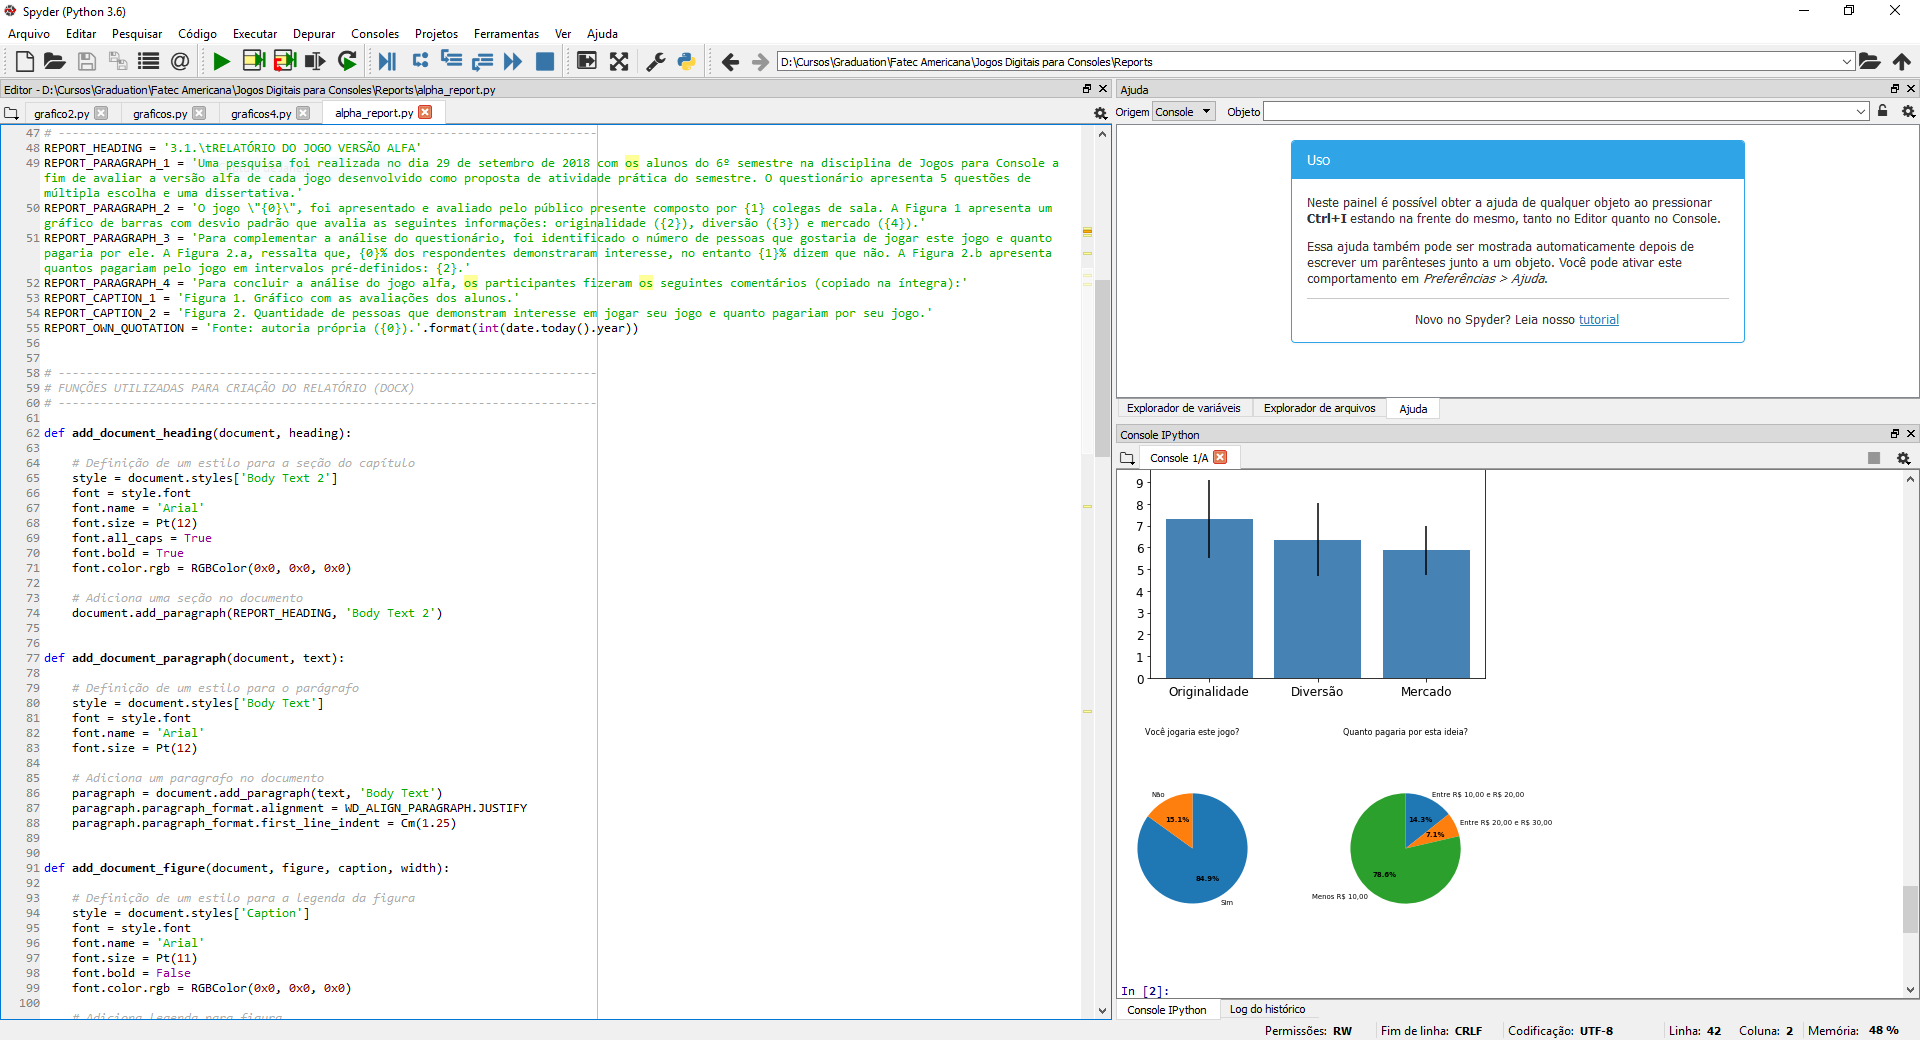 Spyder (Python 3.6)
Arquivo Editar Pesquisar Código Executar Depurar Consoles Projetos Ferramentas Ver Ajuda
D:\Cursos\Graduation\Fatec Americana\Jogos Digitais para Consoles\Reports
Editor - D:\Cursos\Graduation\Fatec Americana\Jogos Digitais para Consoles\Reports\alpha_report.py
grafico2.py graficos.py graficos4.py alpha_report.py
47 # -----------------------------------------------------------------------------
48 REPORT_HEADING = '3.1.\tRELATÓRIO DO JOGO VERSÃO ALFA'
49 REPORT_PARAGRAPH_1 = 'Uma pesquisa foi realizada no dia 29 de setembro de 2018 com os alunos do 6º semestre na disciplina de Jogos para Console a
fim de avaliar a versão alfa de cada jogo desenvolvido como proposta de atividade prática do semestre. O questionário apresenta 5 questões de
múltipla escolha e uma dissertativa.'
50 REPORT_PARAGRAPH_2 = 'O jogo \"{0}\", foi apresentado e avaliado pelo público presente composto por {1} colegas de sala. A Figura 1 apresenta um
gráfico de barras com desvio padrão que avalia as seguintes informações: originalidade ({2}), diversão ({3}) e mercado ({4}).'
51 REPORT_PARAGRAPH_3 = 'Para complementar a análise do questionário, foi identificado o número de pessoas que gostaria de jogar este jogo e quanto
pagaria por ele. A Figura 2.a, ressalta que, {0}% dos respondentes demonstraram interesse, no entanto {1}% dizem que não. A Figura 2.b apresenta
quantos pagariam pelo jogo em intervalos pré-definidos: {2}.'
52 REPORT_PARAGRAPH_4 = 'Para concluir a análise do jogo alfa, os participantes fizeram os seguintes comentários (copiado na íntegra):'
53 REPORT_CAPTION_1 = 'Figura 1. Gráfico com as avaliações dos alunos.'
54 REPORT_CAPTION_2 = 'Figura 2. Quantidade de pessoas que demonstram interesse em jogar seu jogo e quanto pagariam por seu jogo.'
55 REPORT_OWN_QUOTATION = 'Fonte: autoria própria ({0}).'.format(int(date.today().year))
56
57
58 # -----------------------------------------------------------------------------
59 # FUNÇÕES UTILIZADAS PARA CRIAÇÃO DO RELATÓRIO (DOCX)
60 # -----------------------------------------------------------------------------
61
62 def add_document_heading(document, heading):
63
64 # Definição de um estilo para a seção do capítulo
65 style = document.styles['Body Text 2']
66 font = style.font
67 font.name = 'Arial'
68 font.size = Pt(12)
69 font.all_caps = True
70 font.bold = True
71 font.color.rgb = RGBColor(0x0, 0x0, 0x0)
72
73 # Adiciona uma seção no documento
74 document.add_paragraph(REPORT_HEADING, 'Body Text 2')
75
76
77 def add_document_paragraph(document, text):
78
79 # Definição de um estilo para o parágrafo
80 style = document.styles['Body Text']
81 font = style.font
82 font.name = 'Arial'
83 font.size = Pt(12)
84
85 # Adiciona um paragrafo no documento
86 paragraph = document.add_paragraph(text, 'Body Text')
87 paragraph.paragraph_format.alignment = WD_ALIGN_PARAGRAPH.JUSTIFY
88 paragraph.paragraph_format.first_line_indent = Cm(1.25)
89
90
91 def add_document_figure(document, figure, caption, width):
92
93 # Definição de um estilo para a legenda da figura
94 style = document.styles['Caption']
95 font = style.font
96 font.name = 'Arial'
97 font.size = Pt(11)
98 font.bold = False
99 font.color.rgb = RGBColor(0x0, 0x0, 0x0)
100
# Adiciona legenda para figura
Ajuda
Origem Console Objeto
Uso
Neste painel é possível obter a ajuda de qualquer objeto ao pressionar
Ctrl+I estando na frente do mesmo, tanto no Editor quanto no Console.
Essa ajuda também pode ser mostrada automaticamente depois de
escrever um parênteses junto a um objeto. Você pode ativar este
comportamento em Preferências > Ajuda.
Novo no Spyder? Leia nosso tutorial
Explorador de variáveis Explorador de arquivos Ajuda
Console IPython
Console 1/A
9
8
7
6
5
4
3
2
1
0
Originalidade Diversão Mercado
Você jogaria este jogo? Quanto pagaria por esta ideia?
Não
15.1%
84.9%
Sim
Entre R$ 10,00 e R$ 20,00
14.3%
Entre R$ 20,00 e R$ 30,00
7.1%
78.6%
Menos R$ 10,00
In [2]:
Console IPython Log do histórico
Permissões: RW Fim de linha: CRLF Codificação: UTF-8 Linha: 42 Coluna: 2 Memória: 48 %